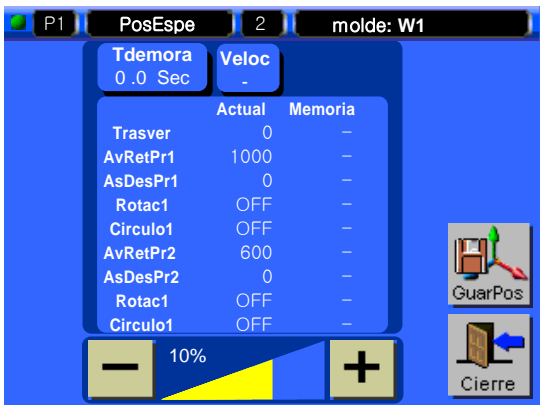 P1 PosEspe 2 molde: W1
Tdemora Veloc
0 .0 Sec -
Actual Memoria
Trasver 0 –
AvRetPr1 1000 –
AsDesPr1 0 –
Rotac1 OFF –
Circulo1 OFF –
AvRetPr2 600 –
AsDesPr2 0 –
Rotac1 OFF –
Circulo1 OFF –
GuarPos
− 10% +
Cierre